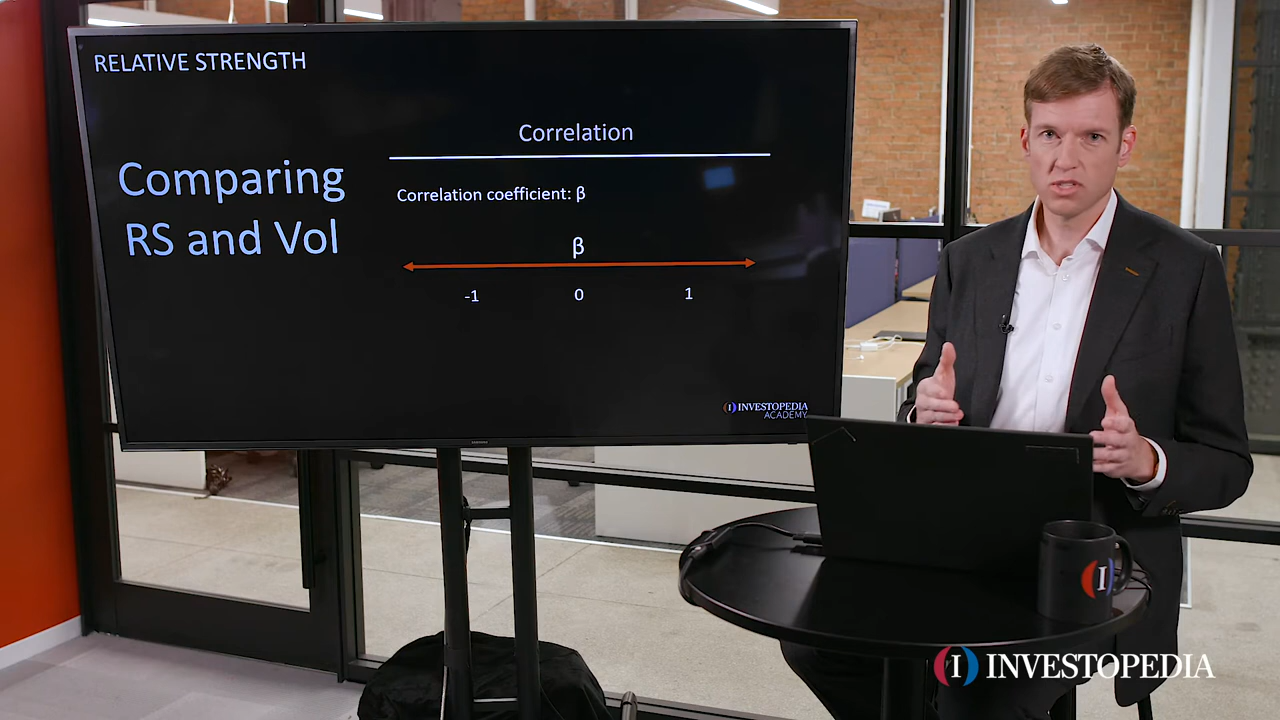 RELATIVE STRENGTH
Comparing
RS and Vol
Correlation
Correlation coefficient: β
β
-1 0 1
(I) INVESTOPEDIA
ACADEMY
(I)
(I) INVESTOPEDIA